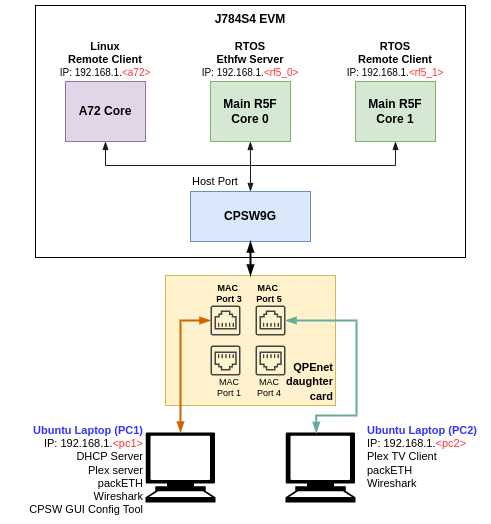 J784S4 EVM
Linux
Remote Client
IP: 192.168.1.<a72>
RTOS
Ethfw Server
IP: 192.168.1.<rf5_0>
RTOS
Remote Client
IP: 192.168.1.<rf5_1>
A72 Core
Main R5F
Core 0
Main R5F
Core 1
Host Port
CPSW9G
MAC
Port 3
MAC
Port 5
MAC
Port 1
MAC
Port 4
QPEnet
daughter
card
Ubuntu Laptop (PC1)
IP: 192.168.1.<pc1>
DHCP Server
Plex server
packETH
Wireshark
CPSW GUI Config Tool
Ubuntu Laptop (PC2)
IP: 192.168.1.<pc2>
Plex TV Client
packETH
Wireshark